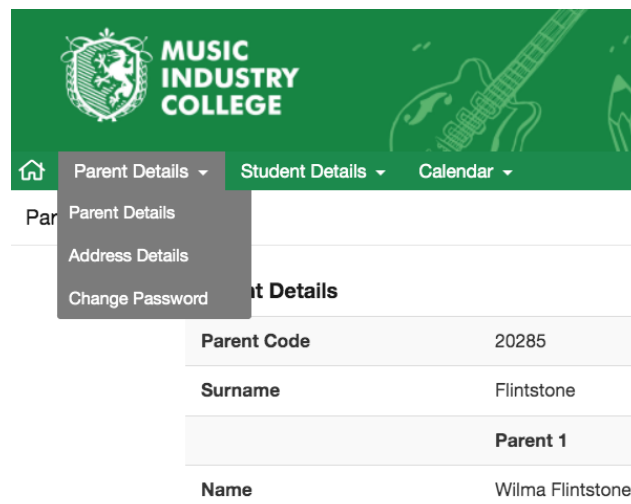 MUSIC
INDUSTRY
COLLEGE
Parent Details Student Details Calendar
Par
Parent Details
Address Details
Change Password
nt Details
Parent Code 20285
Surname Flintstone
Parent 1
Name Wilma Flintstone